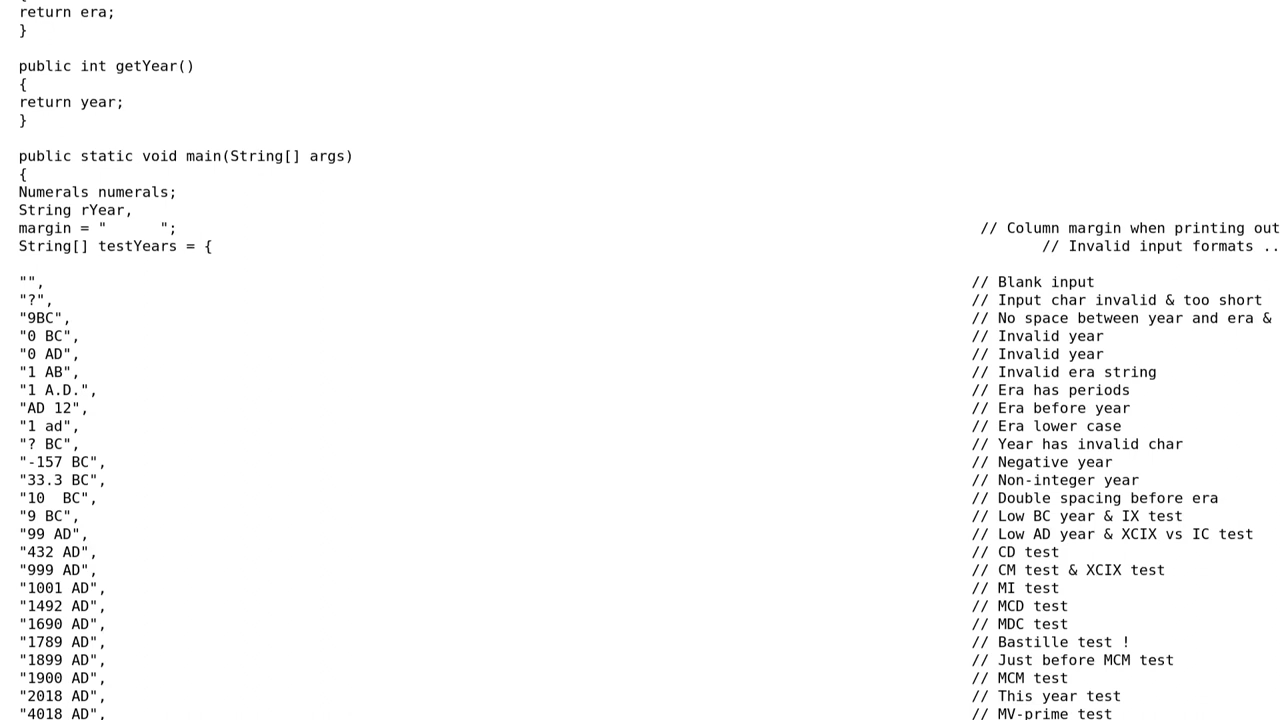 {
return era;
}
public int getYear()
{
return year;
}
public static void main(String[] args)
{
Numerals numerals;
String rYear,
margin = "      "; // Column margin when printing out
String[] testYears = { // Invalid input formats ..
"", // Blank input
"?", // Input char invalid & too short
"9BC", // No space between year and era &
"0 BC", // Invalid year
"0 AD", // Invalid year
"1 AB", // Invalid era string
"1 A.D.", // Era has periods
"AD 12", // Era before year
"1 ad", // Era lower case
"? BC", // Year has invalid char
"-157 BC", // Negative year
"33.3 BC", // Non-integer year
"10  BC", // Double spacing before era
"9 BC", // Low BC year & IX test
"99 AD", // Low AD year & XCIX vs IC test
"432 AD", // CD test
"999 AD", // CM test & XCIX test
"1001 AD", // MI test
"1492 AD", // MCD test
"1690 AD", // MDC test
"1789 AD", // Bastille test !
"1899 AD", // Just before MCM test
"1900 AD", // MCM test
"2018 AD", // This year test
"4018 AD", // MV-prime test